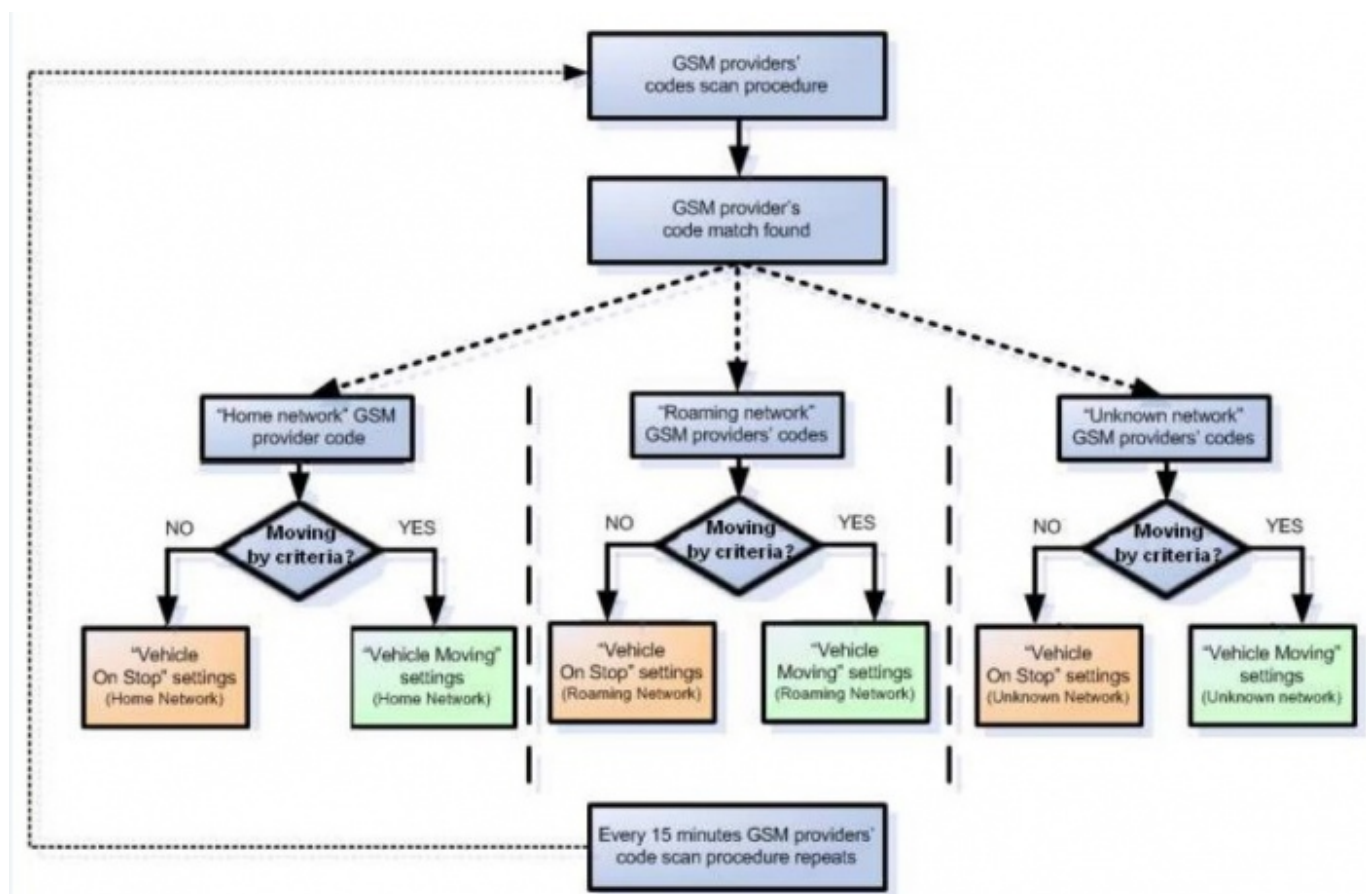 GSM providers'
codes scan procedure
GSM provider's
code match found
"Home network" GSM
provider code
"Roaming network"
GSM providers' codes
"Unknown network"
GSM providers' codes
NO
Moving
by criteria?
YES
NO
Moving
by criteria?
YES
NO
Moving
by criteria?
YES
"Vehicle
On Stop" settings
(Home Network)
"Vehicle Moving"
settings
(Home Network)
"Vehicle
On Stop" settings
(Roaming Network)
"Vehicle
Moving" settings
(Roaming Network)
"Vehicle
On Stop" settings
(Unknown Network)
"Vehicle Moving"
settings
(Unknown network)
Every 15 minutes GSM providers'
code scan procedure repeats